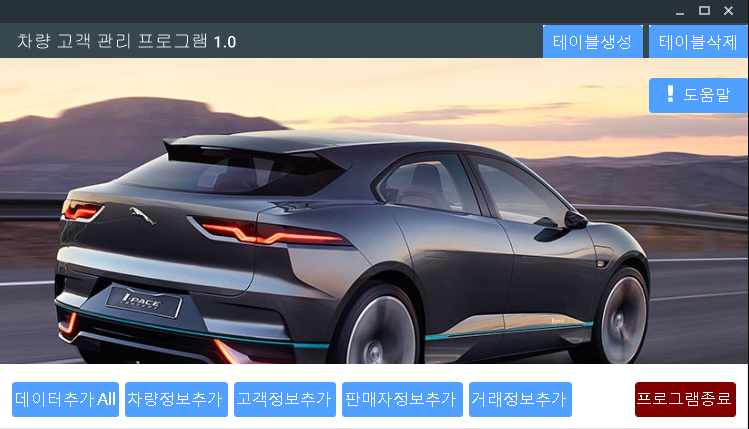 차량 고객 관리 프로그램 1.0
테이블생성
테이블삭제
! 도움말
I-PACE
CONCEPT
데이터추가 All
차량정보추가
고객정보추가
판매자정보추가
거래정보추가
프로그램종료